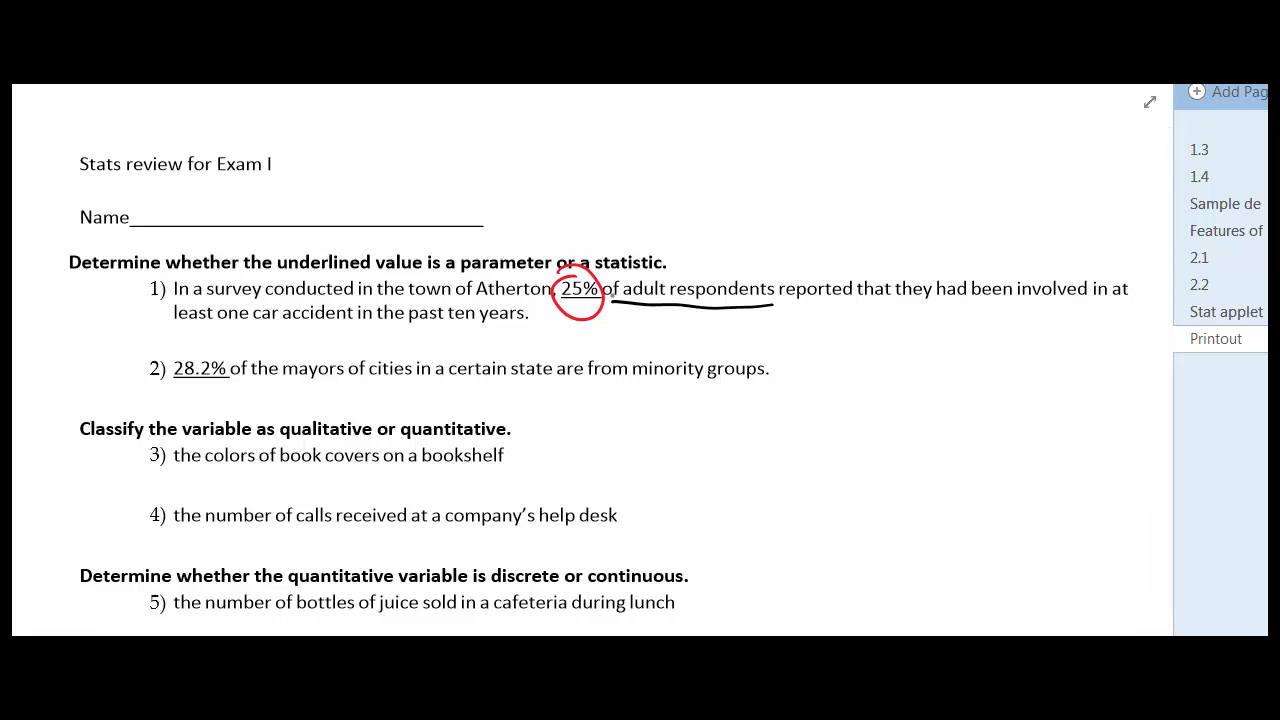 Add Pag
Stats review for Exam I
Name
Determine whether the underlined value is a parameter or a statistic.
1) In a survey conducted in the town of Atherton, 25% of adult respondents reported that they had been involved in at
least one car accident in the past ten years.
2) 28.2% of the mayors of cities in a certain state are from minority groups.
Classify the variable as qualitative or quantitative.
3) the colors of book covers on a bookshelf
4) the number of calls received at a company’s help desk
Determine whether the quantitative variable is discrete or continuous.
5) the number of bottles of juice sold in a cafeteria during lunch
1.3
1.4
Sample de
Features of
2.1
2.2
Stat applet
Printout